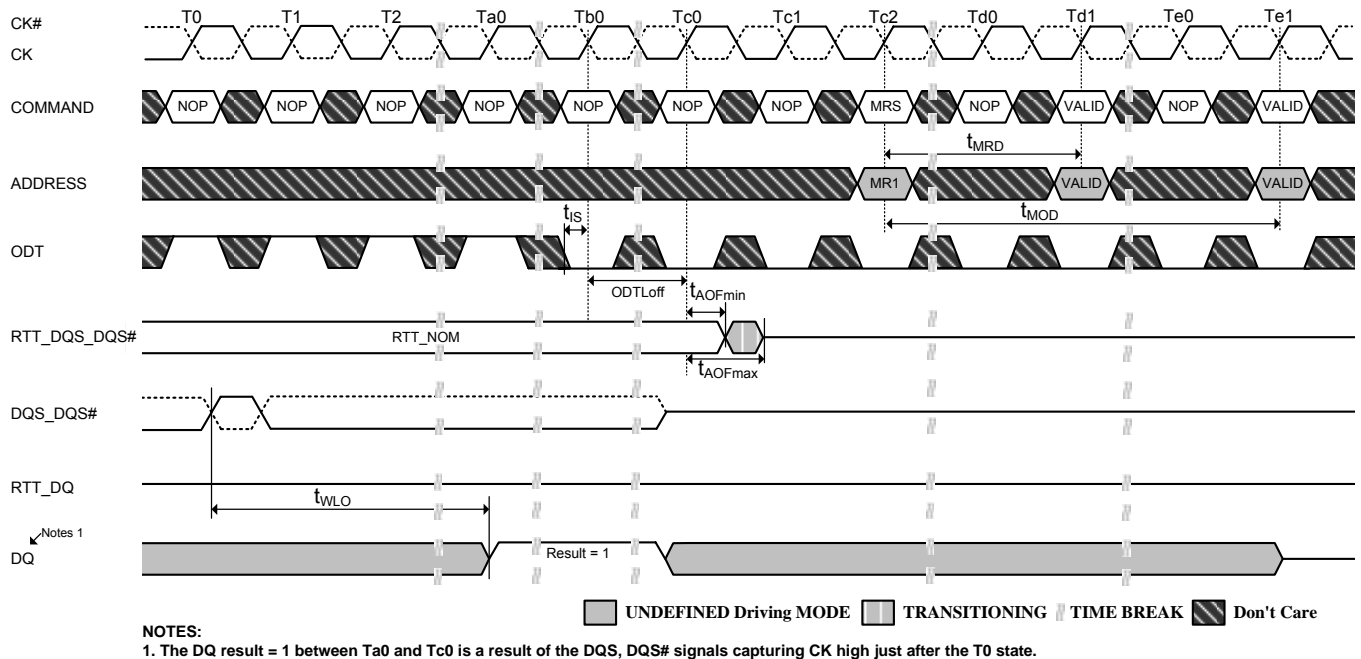 T0 T1 T2 Ta0 Tb0 Tc0 Tc1 Tc2 Td0 Td1 Te0 Te1
CK#
CK
COMMAND NOP NOP NOP NOP NOP NOP NOP MRS NOP VALID NOP VALID
tMRD
ADDRESS MR1 VALID VALID
tIS tMOD
ODT
ODTLoff tAOFmin
RTT_DQS_DQS# RTT_NOM
tAOFmax
DQS_DQS#
RTT_DQ
tWLO
Notes 1
DQ Result = 1
UNDEFINED Driving MODE TRANSITIONING TIME BREAK Don't Care
NOTES:
1. The DQ result = 1 between Ta0 and Tc0 is a result of the DQS, DQS# signals capturing CK high just after the T0 state.